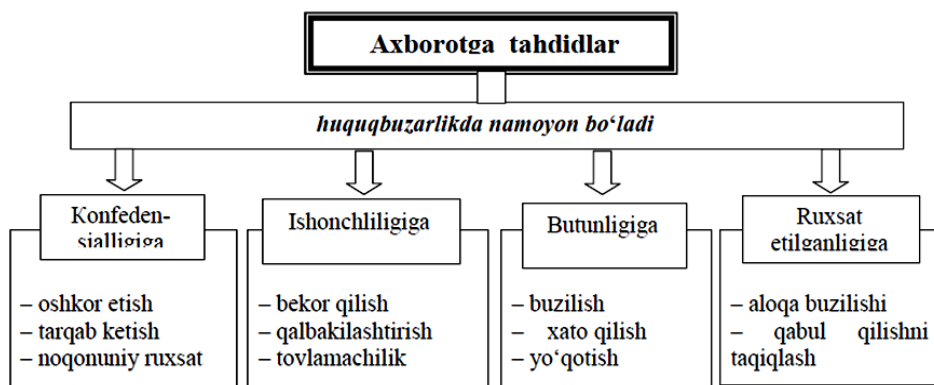 Axborotga tahdidlar
huquqbuzarlikda namoyon bo‘ladi
Konfeden-
sialligiga
– oshkor etish
– tarqab ketish
– noqonuniy ruxsat
Ishonchliligiga
– bekor qilish
– qalbakilashtirish
– tovlamachilik
Butunligiga
– buzilish
– xato qilish
– yo‘qotish
Ruxsat
etilganligiga
– aloqa buzilishi
– qabul qilishni
taqiqlash